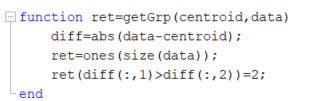 function ret=getGrp(centroid,data)
diff=abs(data-centroid);
ret=ones(size(data));
ret(diff(:,1)>diff(:,2))=2;
end